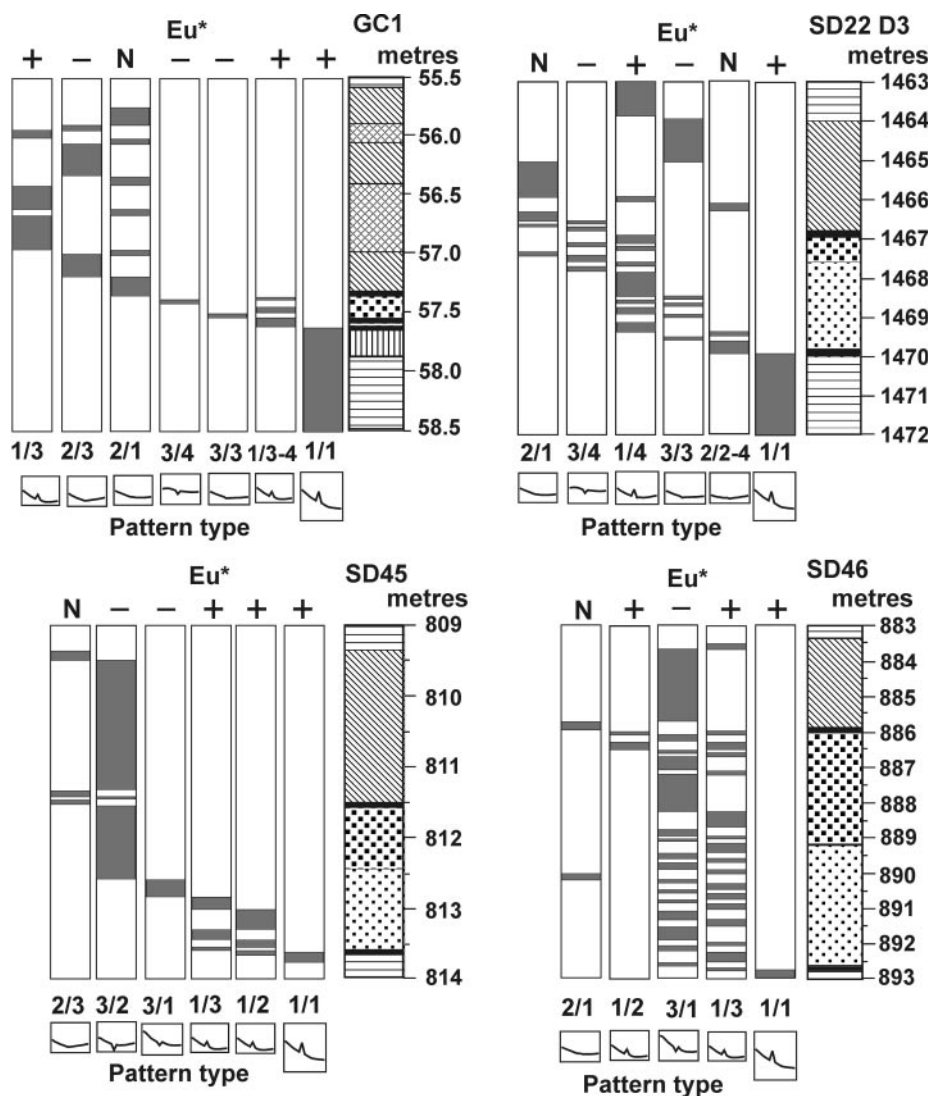 Eu*
GC1
metres
+ − N − − + +
55.5
56.0
56.5
57.0
57.5
58.0
58.5
1/3 2/3 2/1 3/4 3/3 1/3-4 1/1
Pattern type
Eu*
SD22 D3
metres
N − + − N +
1463
1464
1465
1466
1467
1468
1469
1470
1471
1472
2/1 3/4 1/4 3/3 2/2-4 1/1
Pattern type
Eu*
SD45
metres
N − − + + +
809
810
811
812
813
814
2/3 3/2 3/1 1/3 1/2 1/1
Pattern type
Eu*
SD46
metres
N + − + +
883
884
885
886
887
888
889
890
891
892
893
2/1 1/2 3/1 1/3 1/1
Pattern type